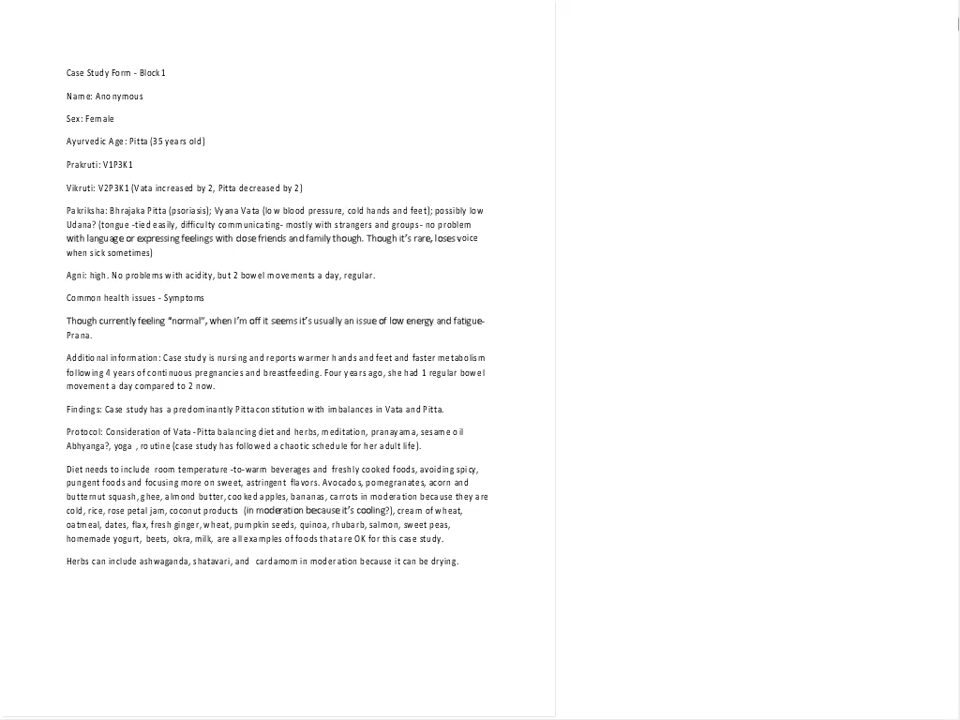 Case Study Form - Block 1
Name: Anonymous
Sex: Female
Ayurvedic Age: Pitta (35 years old)
Prakruti: V1P3K1
Vikruti: V2P3K1 (Vata increased by 2, Pitta decreased by 2)
Pakriksha: Bhrajaka Pitta (psoriasis); Vyana Vata (low blood pressure, cold hands and feet); possibly low
Udana? (tongue -tied easily, difficulty communicating- mostly with strangers and groups- no problem
with language or expressing feelings with close friends and family though. Though it's rare, loses voice
when sick sometimes)
Agni: high. No problems with acidity, but 2 bowel movements a day, regular.
Common health issues - Symptoms
Though currently feeling "normal", when I'm off it seems it's usually an issue of low energy and fatigue-
Prana.
Additional information: Case study is nursing and reports warmer hands and feet and faster metabolism
following 4 years of continuous pregnancies and breastfeeding. Four years ago, she had 1 regular bowel
movement a day compared to 2 now.
Findings: Case study has a predominantly Pitta constitution with imbalances in Vata and Pitta.
Protocol: Consideration of Vata -Pitta balancing diet and herbs, meditation, pranayama, sesame oil
Abhyanga?, yoga , routine (case study has followed a chaotic schedule for her adult life).
Diet needs to include room temperature -to-warm beverages and freshly cooked foods, avoiding spicy,
pungent foods and focusing more on sweet, astringent flavors. Avocados, pomegranates, acorn and
butternut squash, ghee, almond butter, cooked apples, bananas, carrots in moderation because they are
cold, rice, rose petal jam, coconut products (in moderation because it's cooling?), cream of wheat,
oatmeal, dates, flax, fresh ginger, wheat, pumpkin seeds, quinoa, rhubarb, salmon, sweet peas,
homemade yogurt, beets, okra, milk, are all examples of foods that are OK for this case study.
Herbs can include ashwaganda, shatavari, and cardamom in moderation because it can be drying.